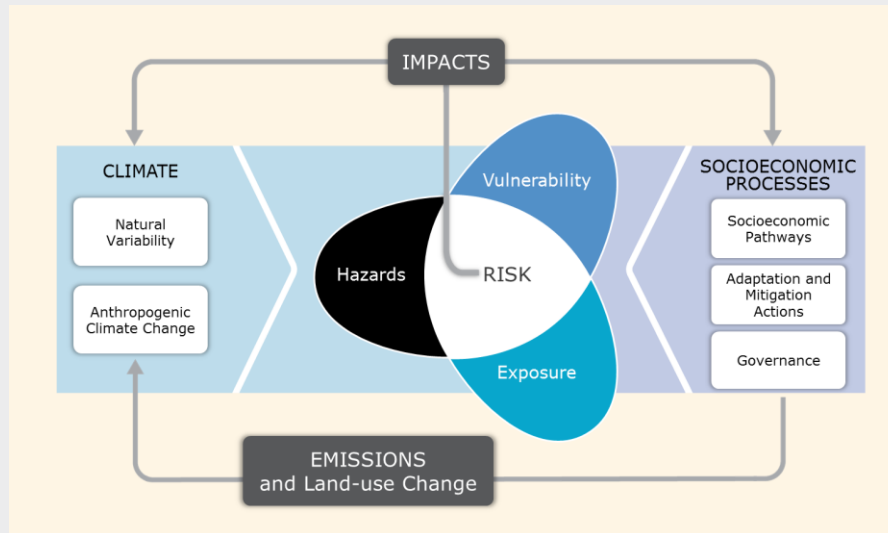 IMPACTS
CLIMATE
Natural
Variability
Anthropogenic
Climate Change
Vulnerability
Hazards
RISK
Exposure
SOCIOECONOMIC
PROCESSES
Socioeconomic
Pathways
Adaptation and
Mitigation
Actions
Governance
EMISSIONS
and Land-use Change